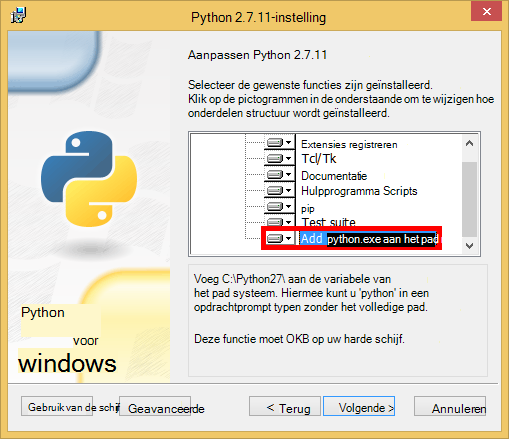 Python 2.7.11-instelling
Aanpassen Python 2.7.11
Selecteer de gewenste functies zijn geïnstalleerd.
Klik op de pictogrammen in de onderstaande om te wijzigen hoe
onderdelen structuur wordt geïnstalleerd.
Extensies registreren
Tcl/Tk
Documentatie
Hulpprogramma Scripts
pip
Test suite
Add python.exe aan het pad
Voeg C:\Python27\ aan de variabele van
het pad systeem. Hiermee kunt u 'python' in een
opdrachtprompt typen zonder het volledige pad.
Deze functie moet OKB op uw harde schijf.
Python
voor
windows
Gebruik van de schijf
Geavanceerde
< Terug
Volgende >
Annuleren